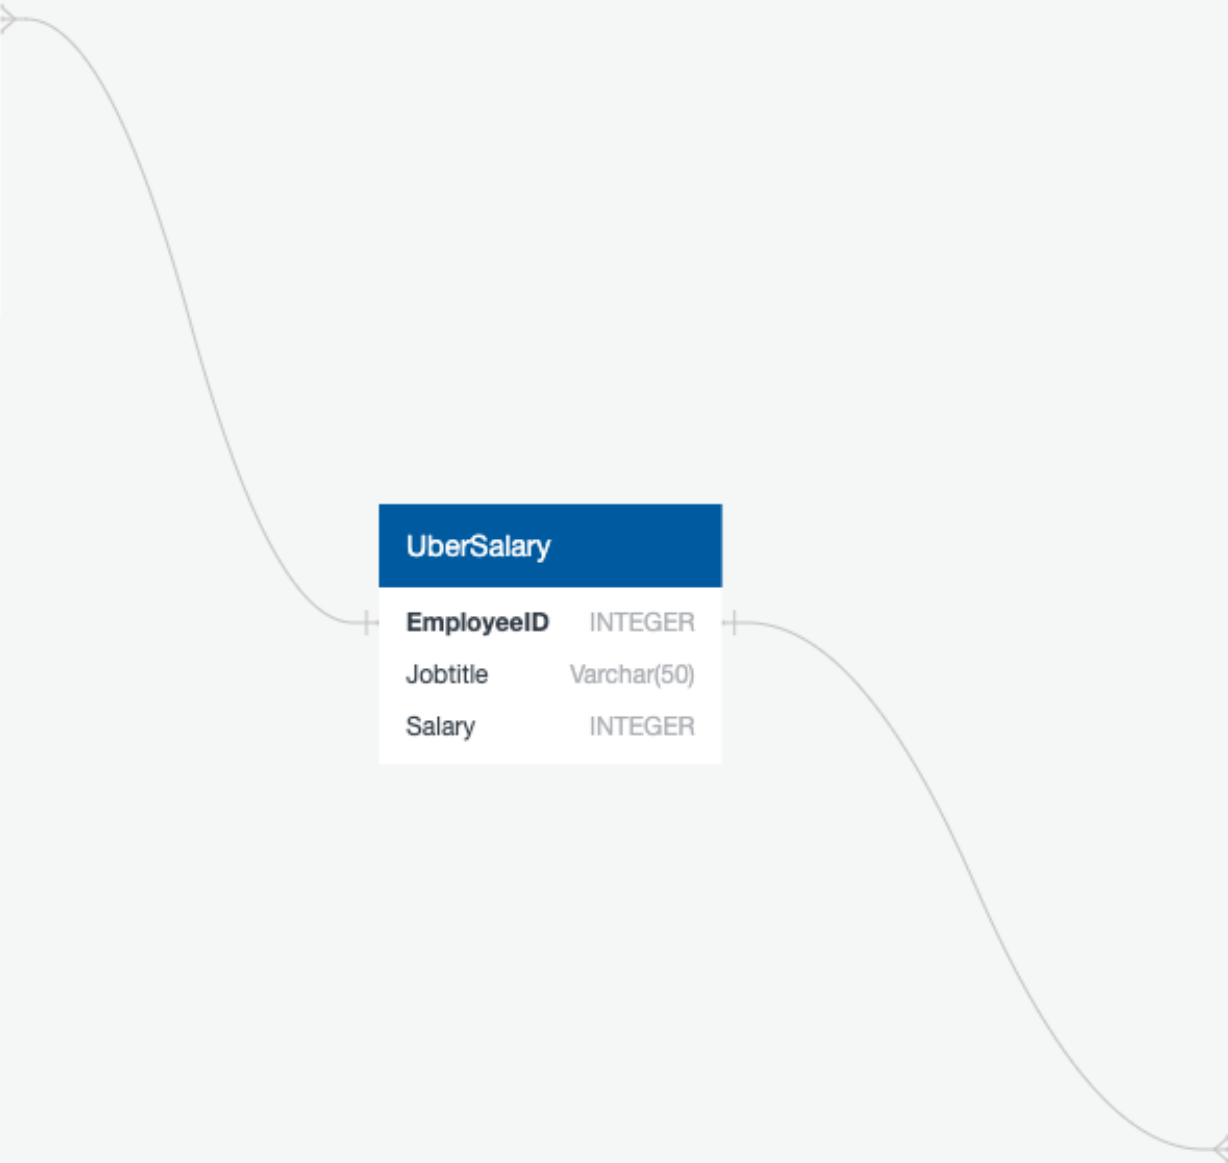 UberSalary
EmployeeID INTEGER
Jobtitle Varchar(50)
Salary INTEGER